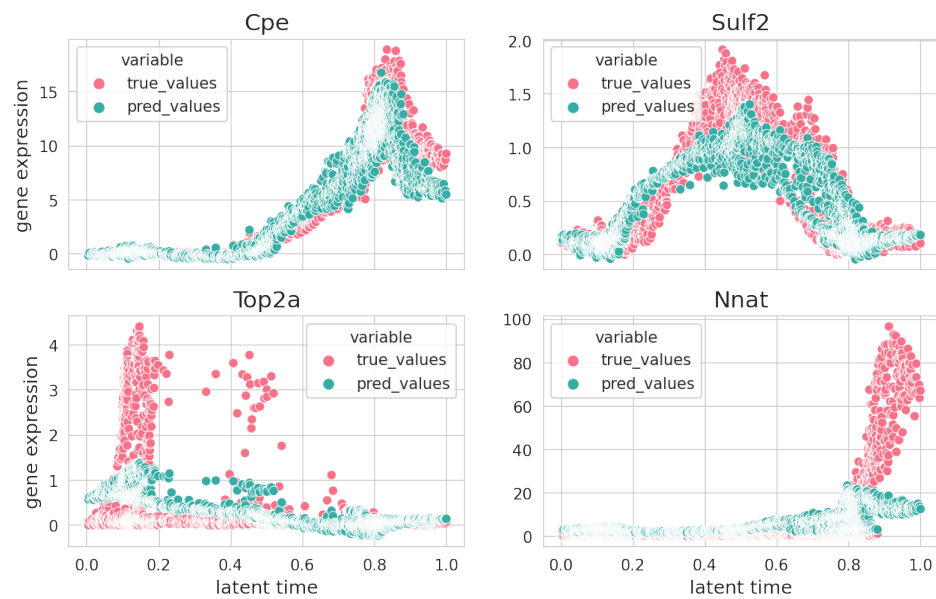 Cpe
variable
true_values
pred_values
gene expression
15
10
5
0
Sulf2
variable
true_values
pred_values
2.0
1.5
1.0
0.5
0.0
Top2a
variable
true_values
pred_values
gene expression
4
3
2
1
0
0.0 0.2 0.4 0.6 0.8 1.0
latent time
Nnat
variable
true_values
pred_values
100
80
60
40
20
0
0.0 0.2 0.4 0.6 0.8 1.0
latent time